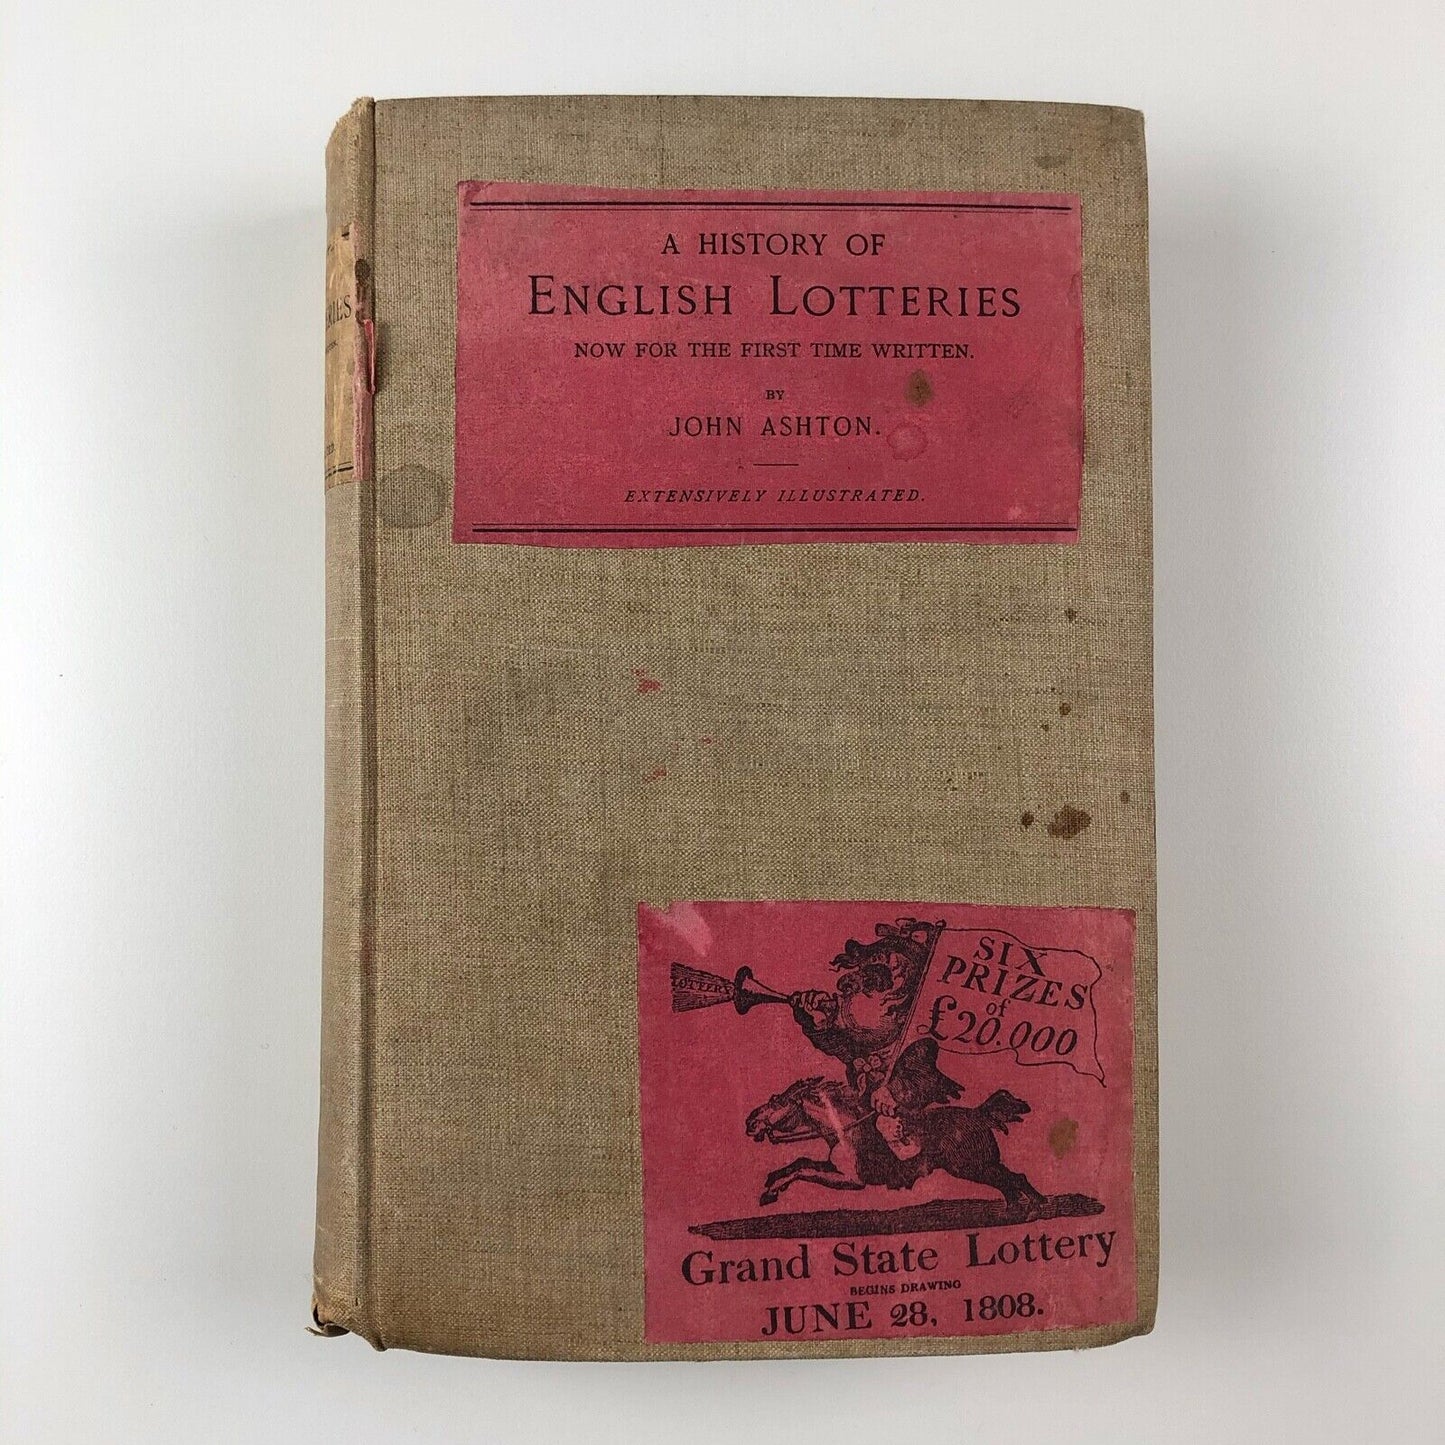 A HISTORY OF
ENGLISH LOTTERIES
NOW FOR THE FIRST TIME WRITTEN.
BY
JOHN ASHTON.
EXTENSIVELY ILLUSTRATED.
LOTTERY
SIX
PRIZES
of
£20.000
Grand State Lottery
BEGINS DRAWING
JUNE 28, 1808.